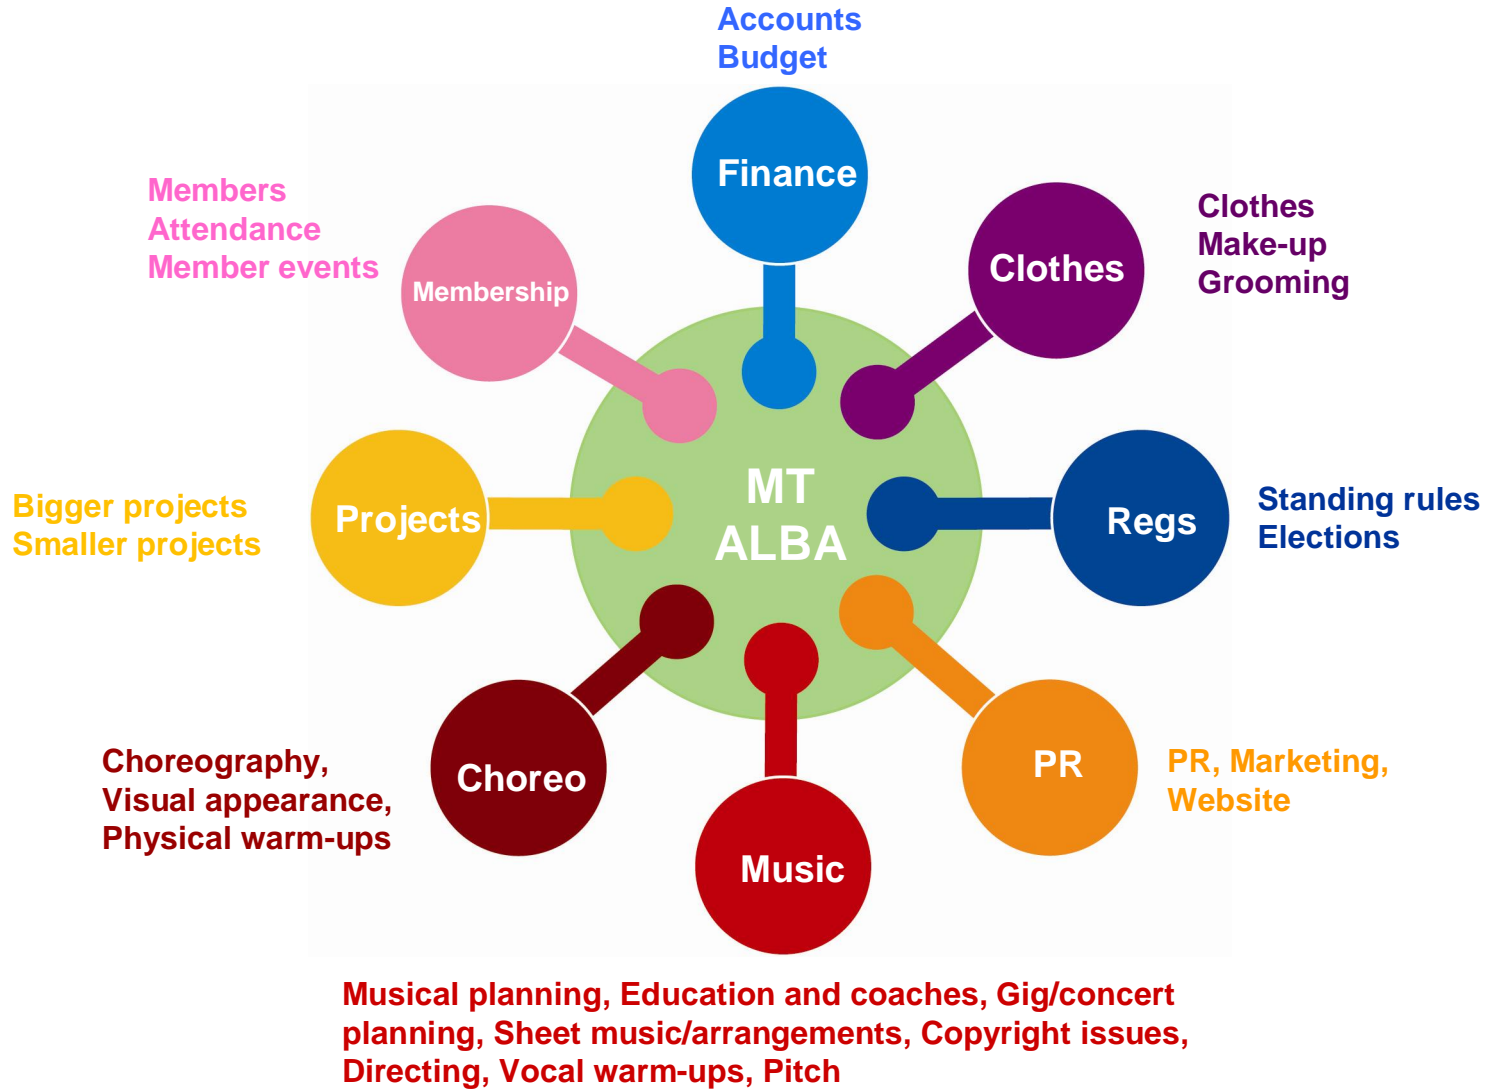 Accounts
Budget
Finance
Members
Attendance
Member events
Membership
Clothes
Clothes
Make-up
Grooming
Bigger projects
Smaller projects
Projects
MT
ALBA
Regs
Standing rules
Elections
Choreography,
Visual appearance,
Physical warm-ups
Choreo
Music
PR
PR, Marketing,
Website
Musical planning, Education and coaches, Gig/concert
planning, Sheet music/arrangements, Copyright issues,
Directing, Vocal warm-ups, Pitch